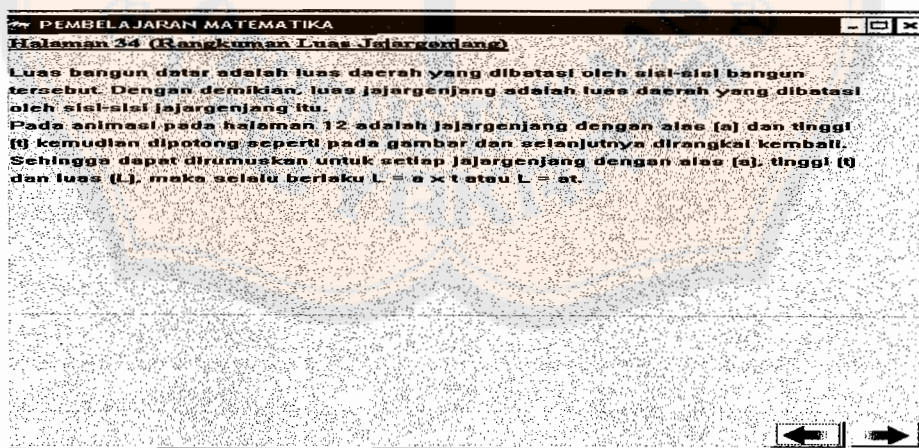 PEMBELAJARAN MATEMATIKA
Halaman 34 (Rangkuman Luas Jajargenjang)
Luas bangun datar adalah luas daerah yang dibatasi oleh sisi-sisi bangun
tersebut. Dengan demikian, luas jajargenjang adalah luas daerah yang dibatasi
oleh sisi-sisi jajargenjang itu.
Pada animasi pada halaman 12 adalah jajargenjang dengan alas (a) dan tinggi
(t) kemudian dipotong seperti pada gambar dan selanjutnya dirangkai kembali.
Sehingga dapat dirumuskan untuk setiap jajargenjang dengan alas (a), tinggi (t)
dan luas (L), maka selalu berlaku L = a x t atau L = at.